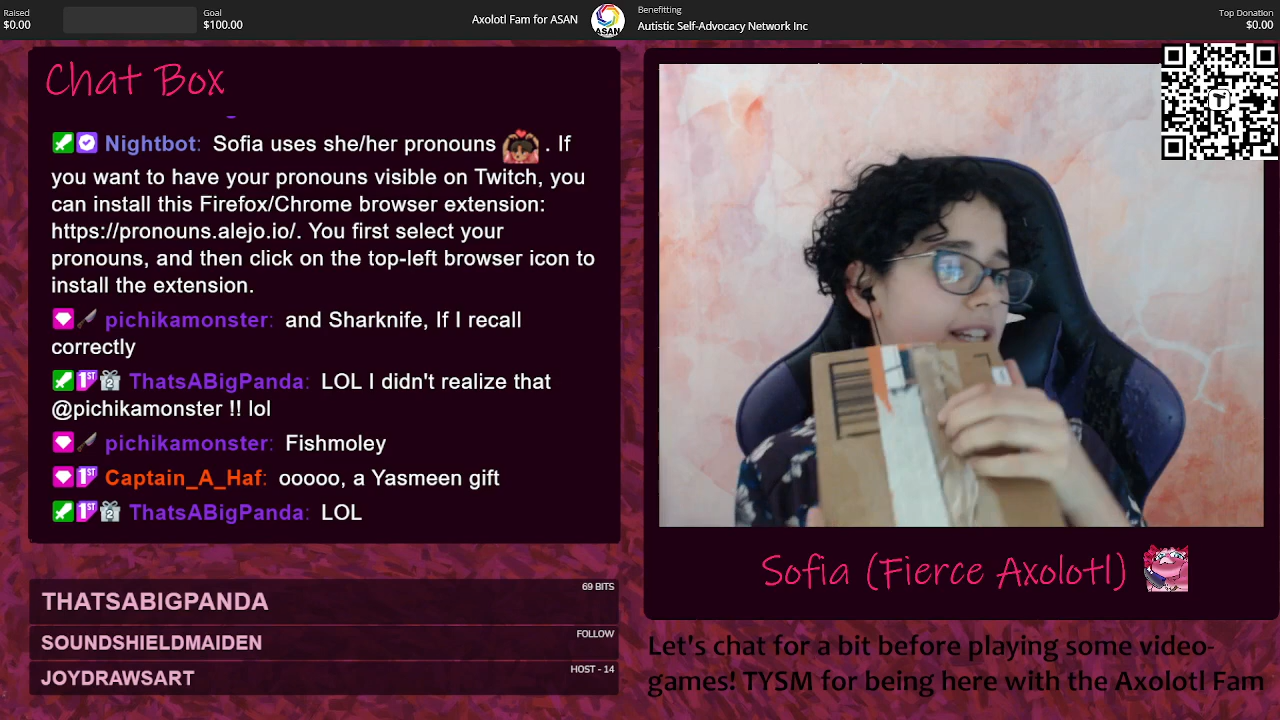 Raised
$0.00
Goal
$100.00
Axolotl Fam for ASAN
ASAN
Benefitting
Autistic Self-Advocacy Network Inc
Top Donation
$0.00
Chat Box
Nightbot: Sofia uses she/her pronouns . If
you want to have your pronouns visible on Twitch, you
can install this Firefox/Chrome browser extension:
https://pronouns.alejo.io/. You first select your
pronouns, and then click on the top-left browser icon to
install the extension.
pichikamonster: and Sharknife, If I recall
correctly
1ST 2 ThatsABigPanda: LOL I didn't realize that
@pichikamonster !! lol
pichikamonster: Fishmoley
1ST Captain_A_Haf: ooooo, a Yasmeen gift
1ST 2 ThatsABigPanda: LOL
THATSABIGPANDA
69 BITS
SOUNDSHIELDMAIDEN
FOLLOW
JOYDRAWSART
HOST - 14
T
Sofia (Fierce Axolotl)
Let's chat for a bit before playing some video-
games! TYSM for being here with the Axolotl Fam